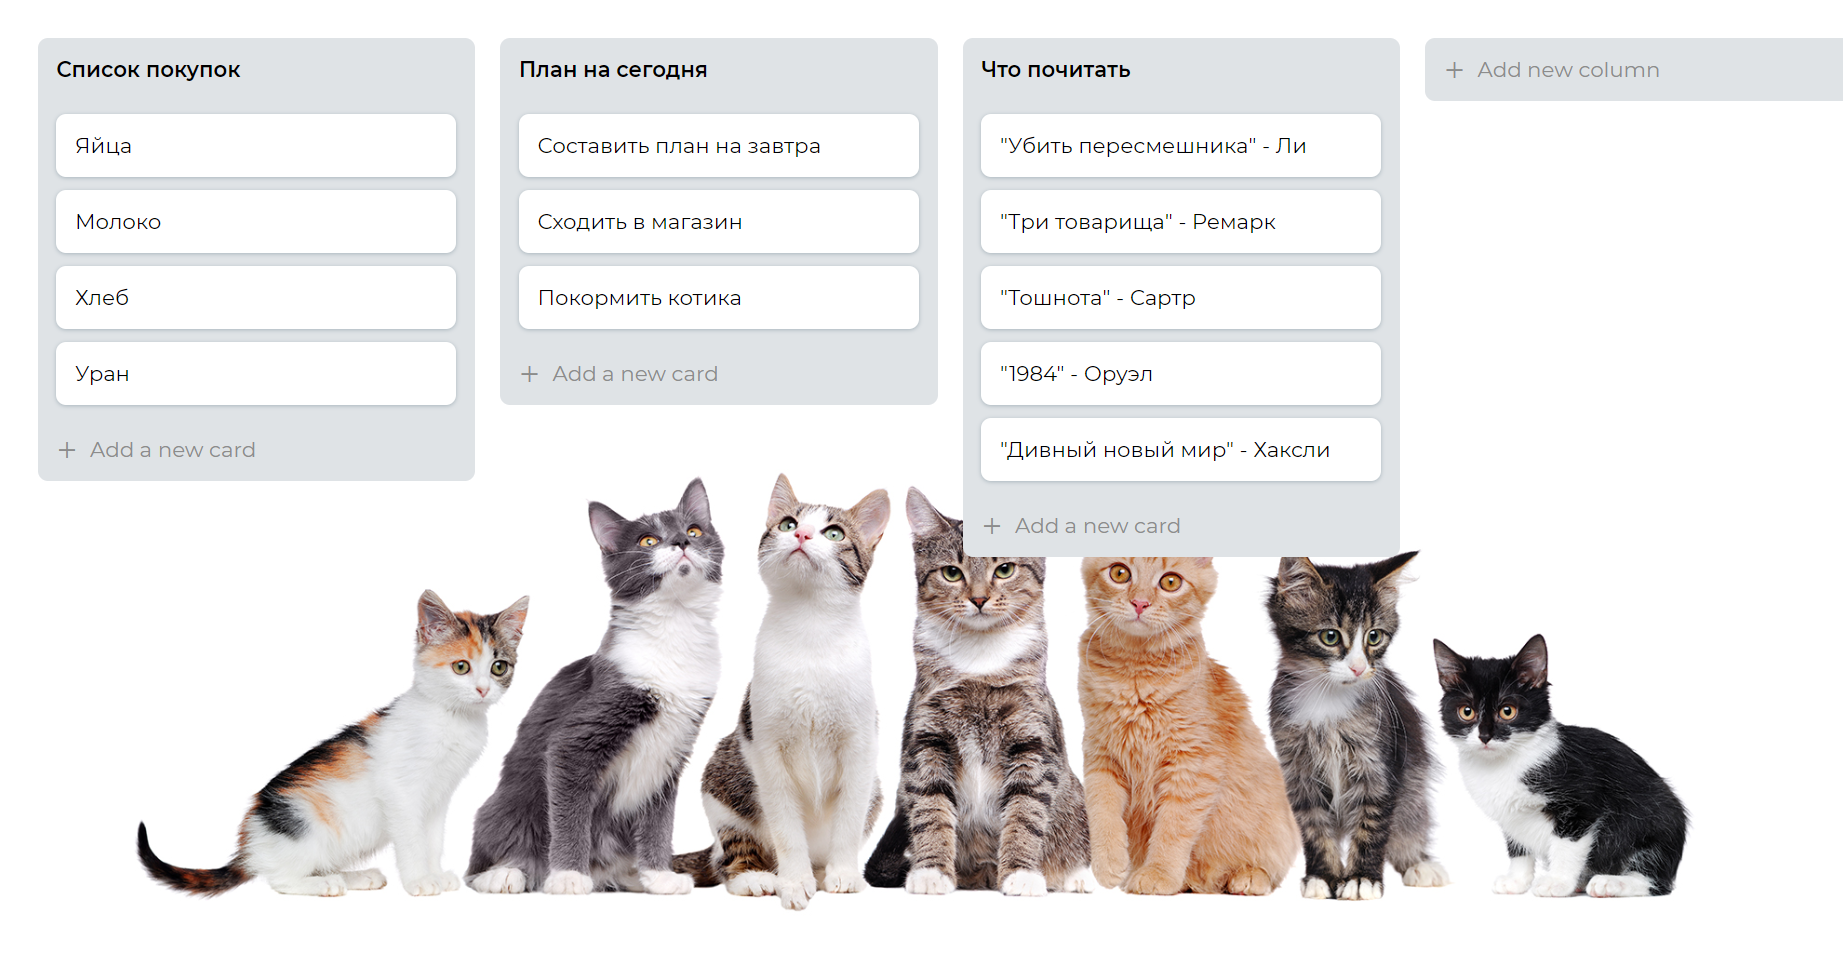 Список покупок
Яйца
Молоко
Хлеб
Уран
+ Add a new card
План на сегодня
Составить план на завтра
Сходить в магазин
Покормить котика
+ Add a new card
Что почитать
"Убить пересмешника" - Ли
"Три товарища" - Ремарк
"Тошнота" - Сартр
"1984" - Оруэл
"Дивный новый мир" - Хаксли
+ Add a new card
+ Add new column